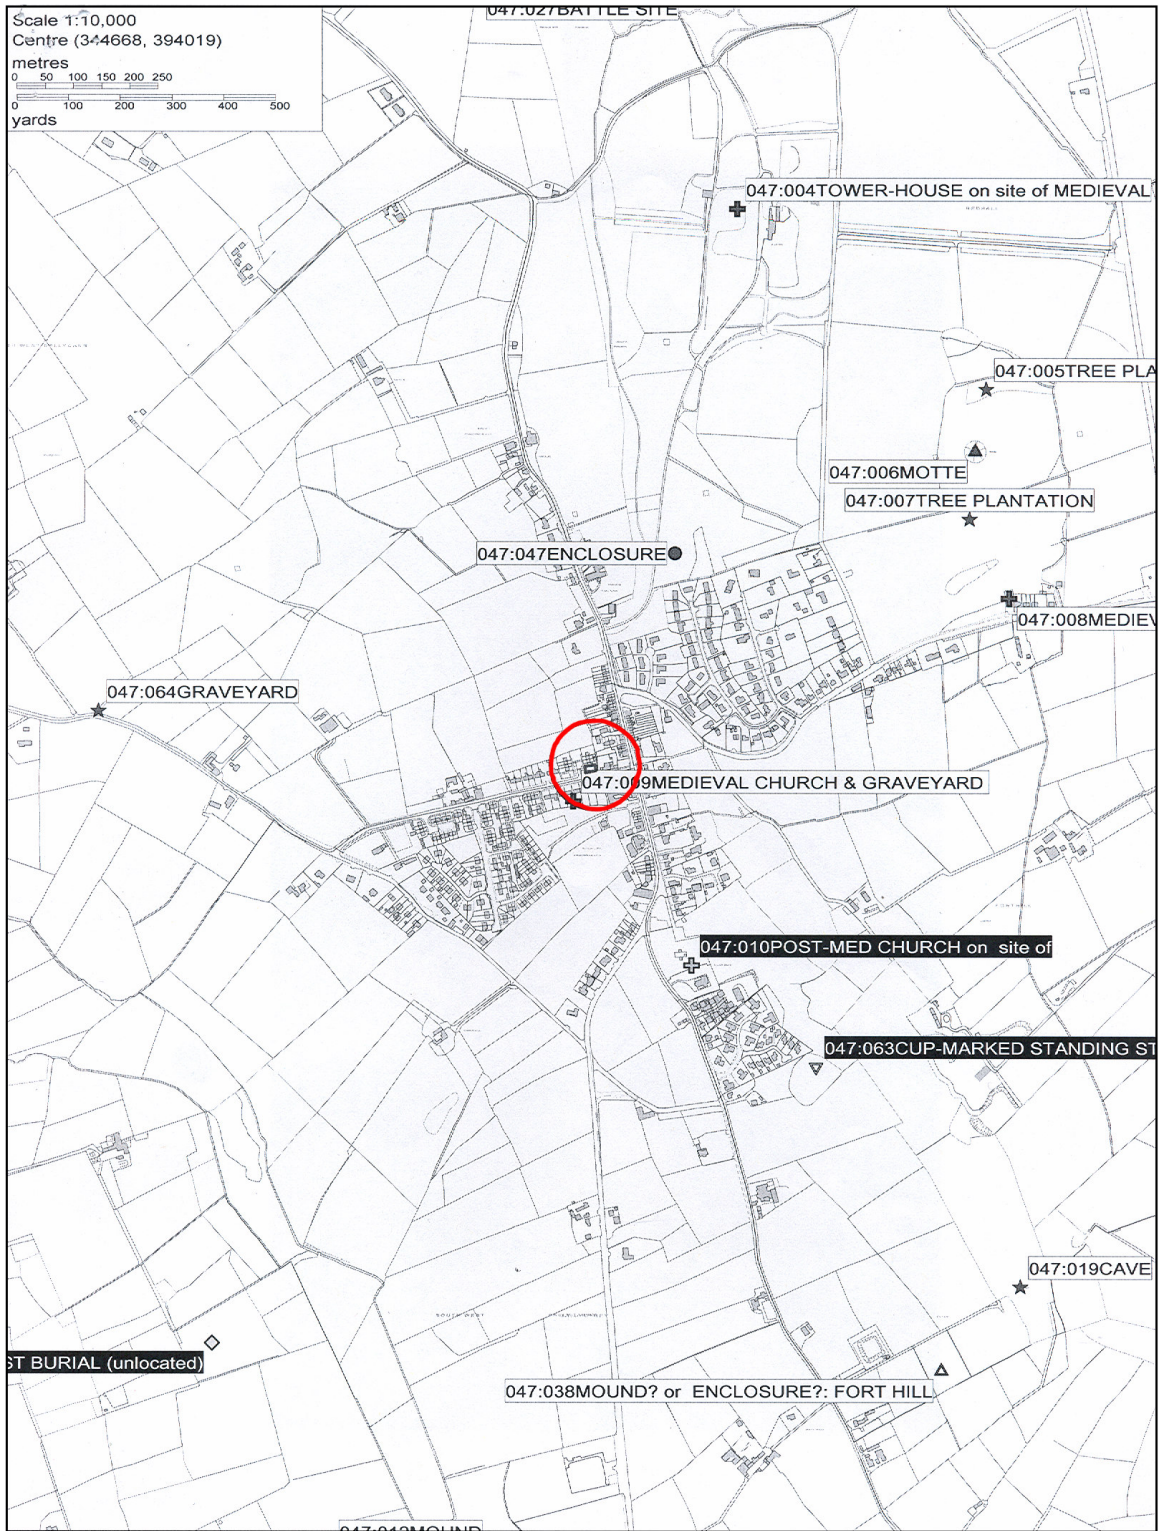 Scale 1:10,000
047:027BATTLE SITE
Centre (344668, 394019)
metres
0 50 100 150 200 250
0 100 200 300 400 500
yards
047:004TOWER-HOUSE on site of MEDIEVAL
047:005TREE PLA
047:006MOTTE
047:007TREE PLANTATION
047:047ENCLOSURE
047:008MEDIEV
047:064GRAVEYARD
047:009MEDIEVAL CHURCH & GRAVEYARD
047:010POST-MED CHURCH on site of
047:063CUP-MARKED STANDING ST
047:019CAVE
ST BURIAL (unlocated)
047:038MOUND? or ENCLOSURE?: FORT HILL
047:012MOUND